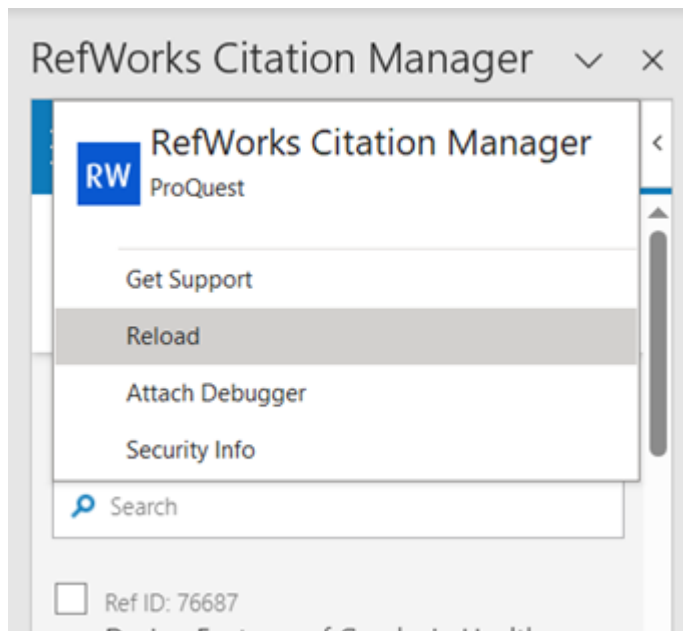 RefWorks Citation Manager
RW
RefWorks Citation Manager
ProQuest
Get Support
Reload
Attach Debugger
Security Info
Search
Ref ID: 76687